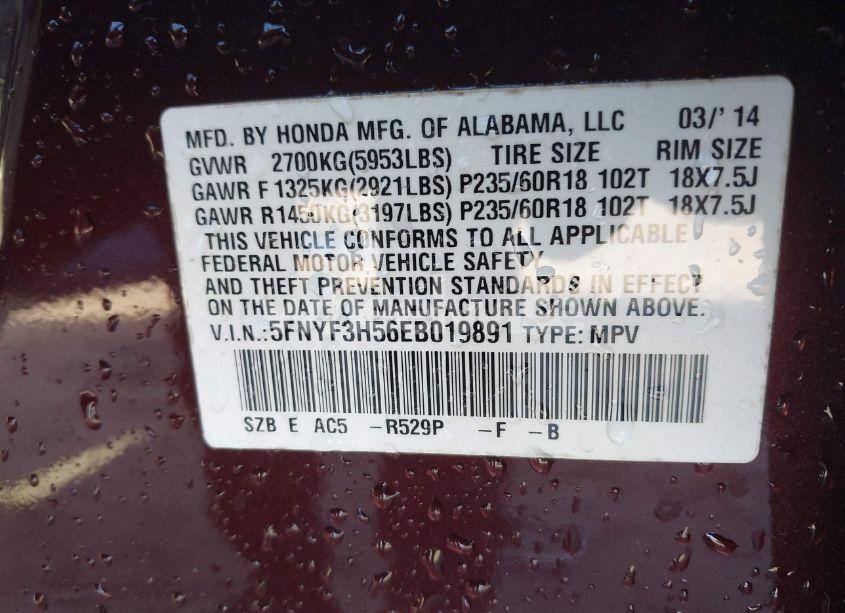 MFD. BY HONDA MFG. OF ALABAMA, LLC 03/' 14
GVWR 2700KG(5953LBS) TIRE SIZE RIM SIZE
GAWR F 1325KG(2921LBS) P235/60R18 102T 18X7.5J
GAWR R1450KG(3197LBS) P235/60R18 102T 18X7.5J
THIS VEHICLE CONFORMS TO ALL APPLICABLE
FEDERAL MOTOR VEHICLE SAFETY
AND THEFT PREVENTION STANDARDS IN EFFECT
ON THE DATE OF MANUFACTURE SHOWN ABOVE.
V.I.N.:5FNYF3H56EB019891 TYPE: MPV
SZB E AC5 -R529P -F -B